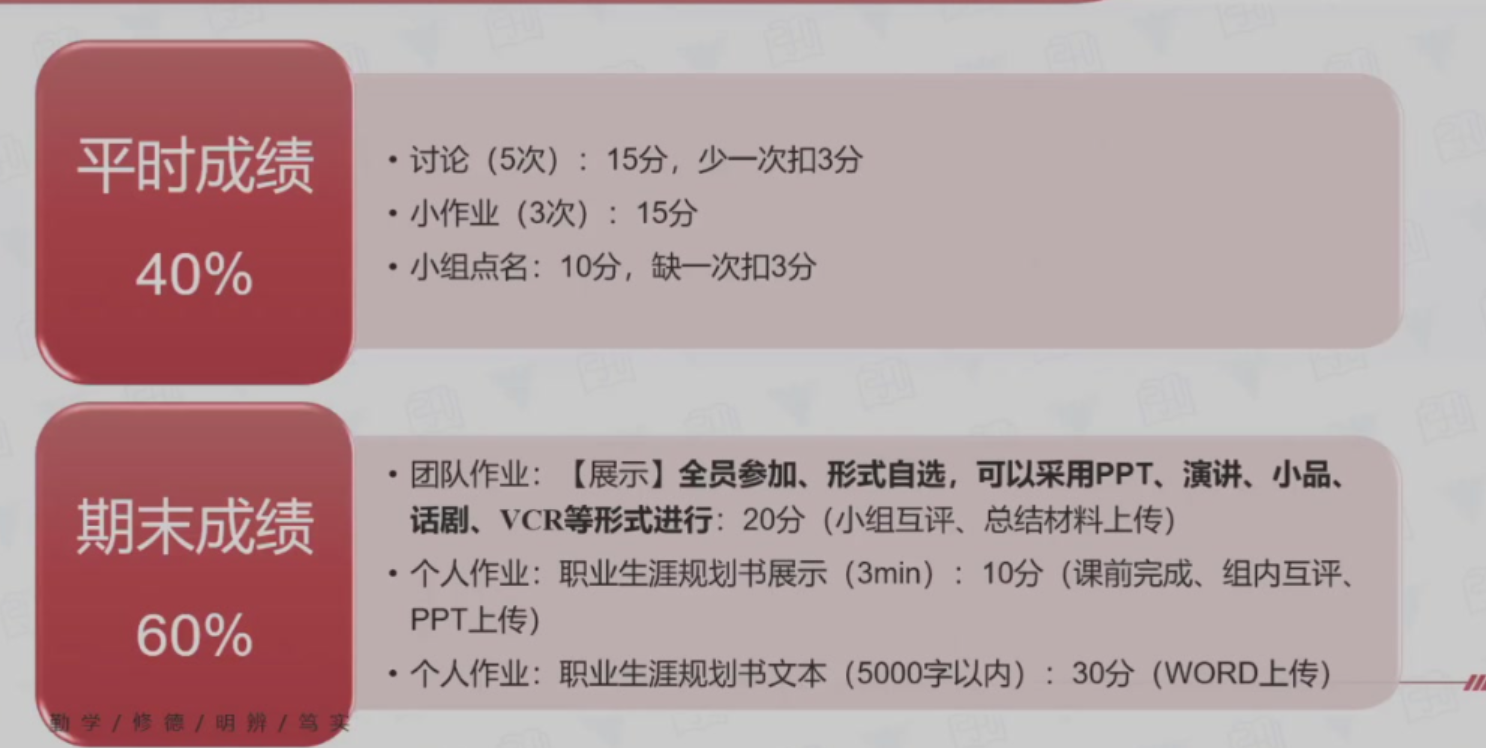 平时成绩
40%
• 讨论（5次）：15分，少一次扣3分
• 小作业（3次）：15分
• 小组点名：10分，缺一次扣3分
期末成绩
60%
• 团队作业：【展示】全员参加、形式自选，可以采用PPT、演讲、小品、
话剧、VCR等形式进行：20分（小组互评、总结材料上传）
• 个人作业：职业生涯规划书展示（3min）：10分（课前完成、组内互评、
PPT上传）
• 个人作业：职业生涯规划书文本（5000字以内）：30分（WORD上传）
勤学/修德/明辨/笃实